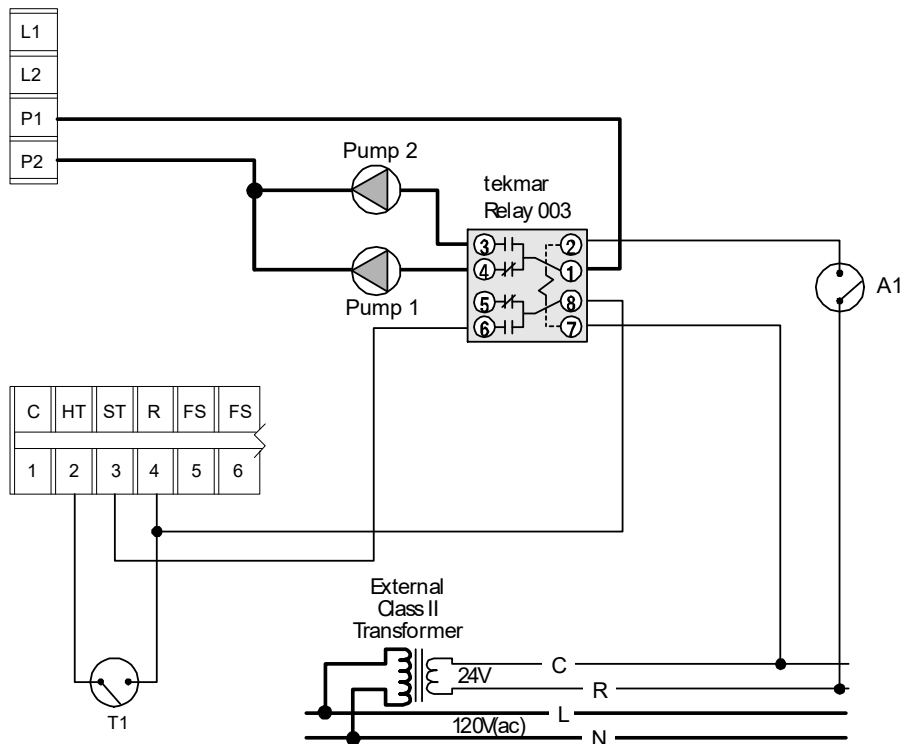 L1
L2
P1
P2
Pump 2
Pump 1
tekmar
Relay 003
3
2
4
1
5
8
6
7
A1
C HT ST R FS FS
1 2 3 4 5 6
T1
External
Class II
Transformer
24V
C
R
L
120V(ac)
N